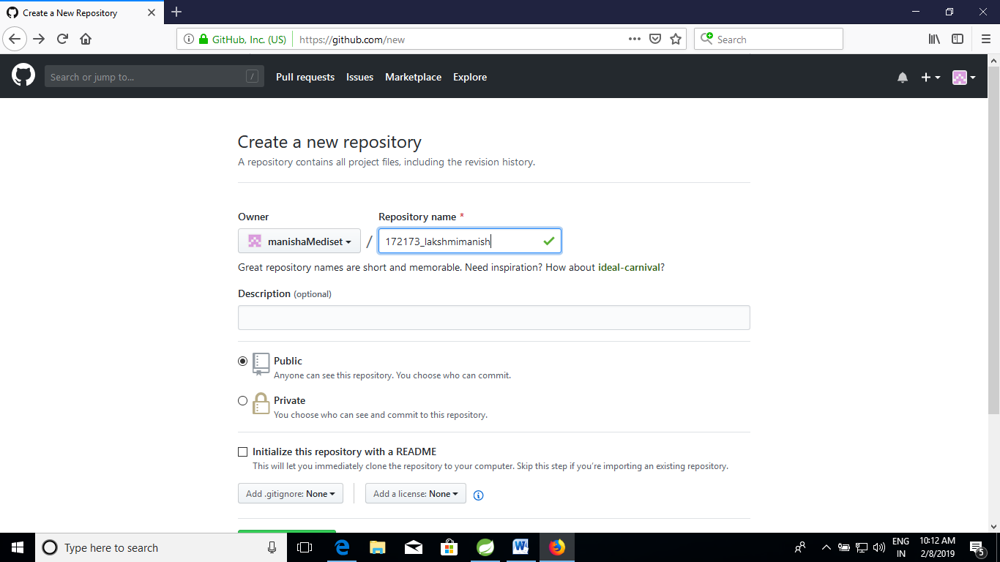 Create a New Repository
GitHub, Inc. (US)
https://github.com/new
Search
Search or jump to...
/
Pull requests
Issues
Marketplace
Explore
Create a new repository
A repository contains all project files, including the revision history.
Owner
Repository name *
manishaMediset
/
172173_lakshmimanish
Great repository names are short and memorable. Need inspiration? How about ideal-carnival?
Description (optional)
Public
Anyone can see this repository. You choose who can commit.
Private
You choose who can see and commit to this repository.
Initialize this repository with a README
This will let you immediately clone the repository to your computer. Skip this step if you’re importing an existing repository.
Add .gitignore: None
Add a license: None
Type here to search
ENG
IN
10:12 AM
2/8/2019
5